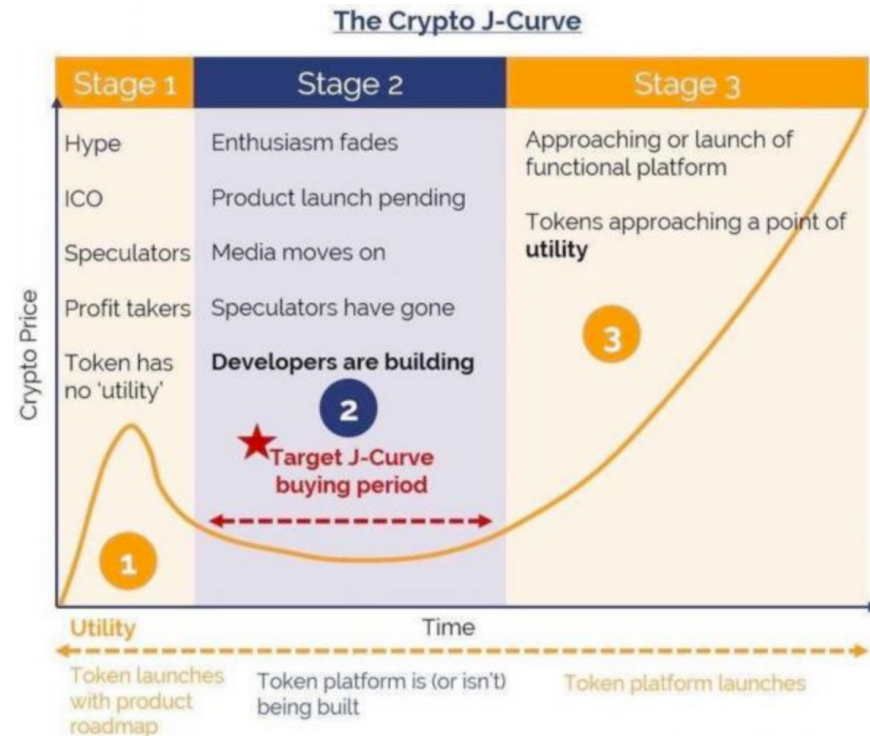 The Crypto J-Curve
Stage 1
Stage 2
Stage 3
Hype
ICO
Speculators
Profit takers
Token has
no 'utility'
Enthusiasm fades
Product launch pending
Media moves on
Speculators have gone
Developers are building
2
Target J-Curve
buying period
Approaching or launch of
functional platform
Tokens approaching a point of
utility
3
1
Crypto Price
Utility
Time
Token launches
with product
roadmap
Token platform is (or isn't)
being built
Token platform launches